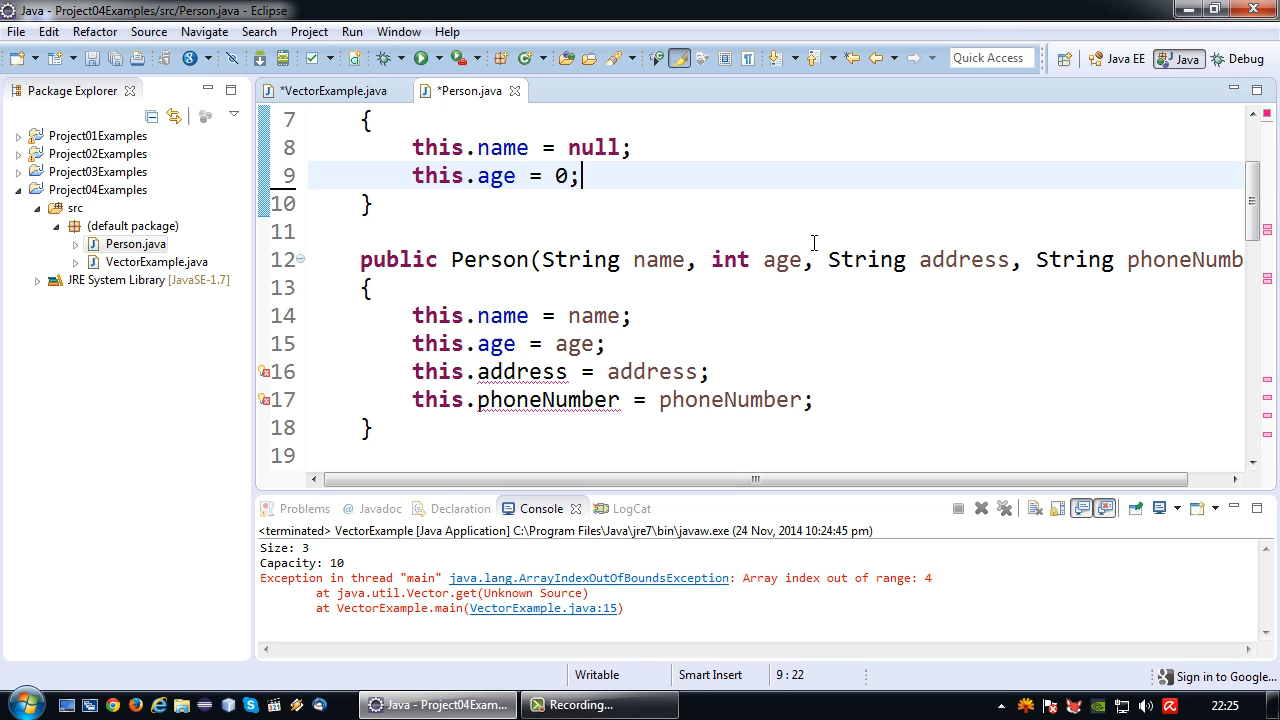 Java - Project04Examples/src/Person.java - Eclipse
File Edit Refactor Source Navigate Search Project Run Window Help
Quick Access Java EE Java Debug
Package Explorer
*VectorExample.java *Person.java
Project01Examples
Project02Examples
Project03Examples
Project04Examples
src
(default package)
Person.java
VectorExample.java
JRE System Library [JavaSE-1.7]
7 {
8 this.name = null;
9 this.age = 0;
10 }
11
12 public Person(String name, int age, String address, String phoneNumb
13 {
14 this.name = name;
15 this.age = age;
16 this.address = address;
17 this.phoneNumber = phoneNumber;
18 }
19
Problems @ Javadoc Declaration Console LogCat
<terminated> VectorExample [Java Application] C:\Program Files\Java\jre7\bin\javaw.exe (24 Nov, 2014 10:24:45 pm)
Size: 3
Capacity: 10
Exception in thread "main" java.lang.ArrayIndexOutOfBoundsException: Array index out of range: 4
at java.util.Vector.get(Unknown Source)
at VectorExample.main(VectorExample.java:15)
Writable Smart Insert 9 : 22
Sign in to Google...
Java - Project04Exam... Recording... 22:25